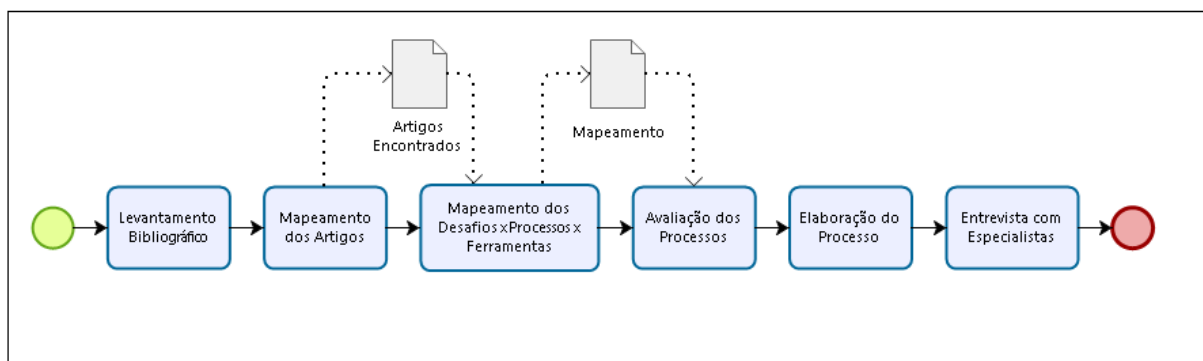 Artigos
Encontrados
Mapeamento
Levantamento
Bibliográfico
Mapeamento
dos Artigos
Mapeamento dos
Desafios xProcessos x
Ferramentas
Avaliação dos
Processos
Elaboração do
Processo
Entrevista com
Especialistas